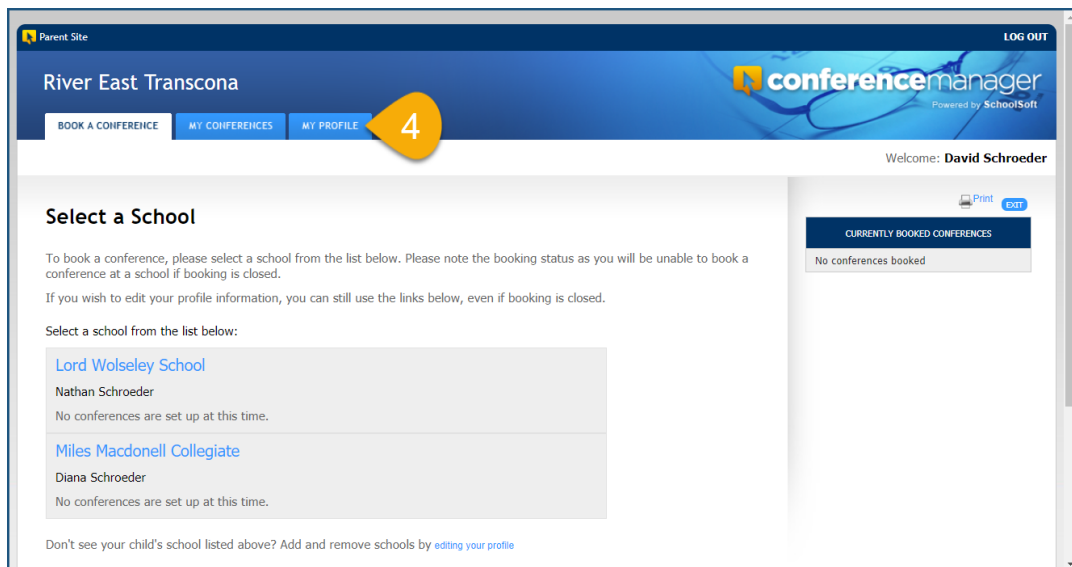 Parent Site
LOG OUT
River East Transcona
conferencemanager
Powered by SchoolSoft
BOOK A CONFERENCE
MY CONFERENCES
MY PROFILE
4
Welcome: David Schroeder
Print
EXIT
Select a School
To book a conference, please select a school from the list below. Please note the booking status as you will be unable to book a
conference at a school if booking is closed.
If you wish to edit your profile information, you can still use the links below, even if booking is closed.
Select a school from the list below:
Lord Wolseley School
Nathan Schroeder
No conferences are set up at this time.
Miles Macdonell Collegiate
Diana Schroeder
No conferences are set up at this time.
Don't see your child's school listed above? Add and remove schools by editing your profile
CURRENTLY BOOKED CONFERENCES
No conferences booked